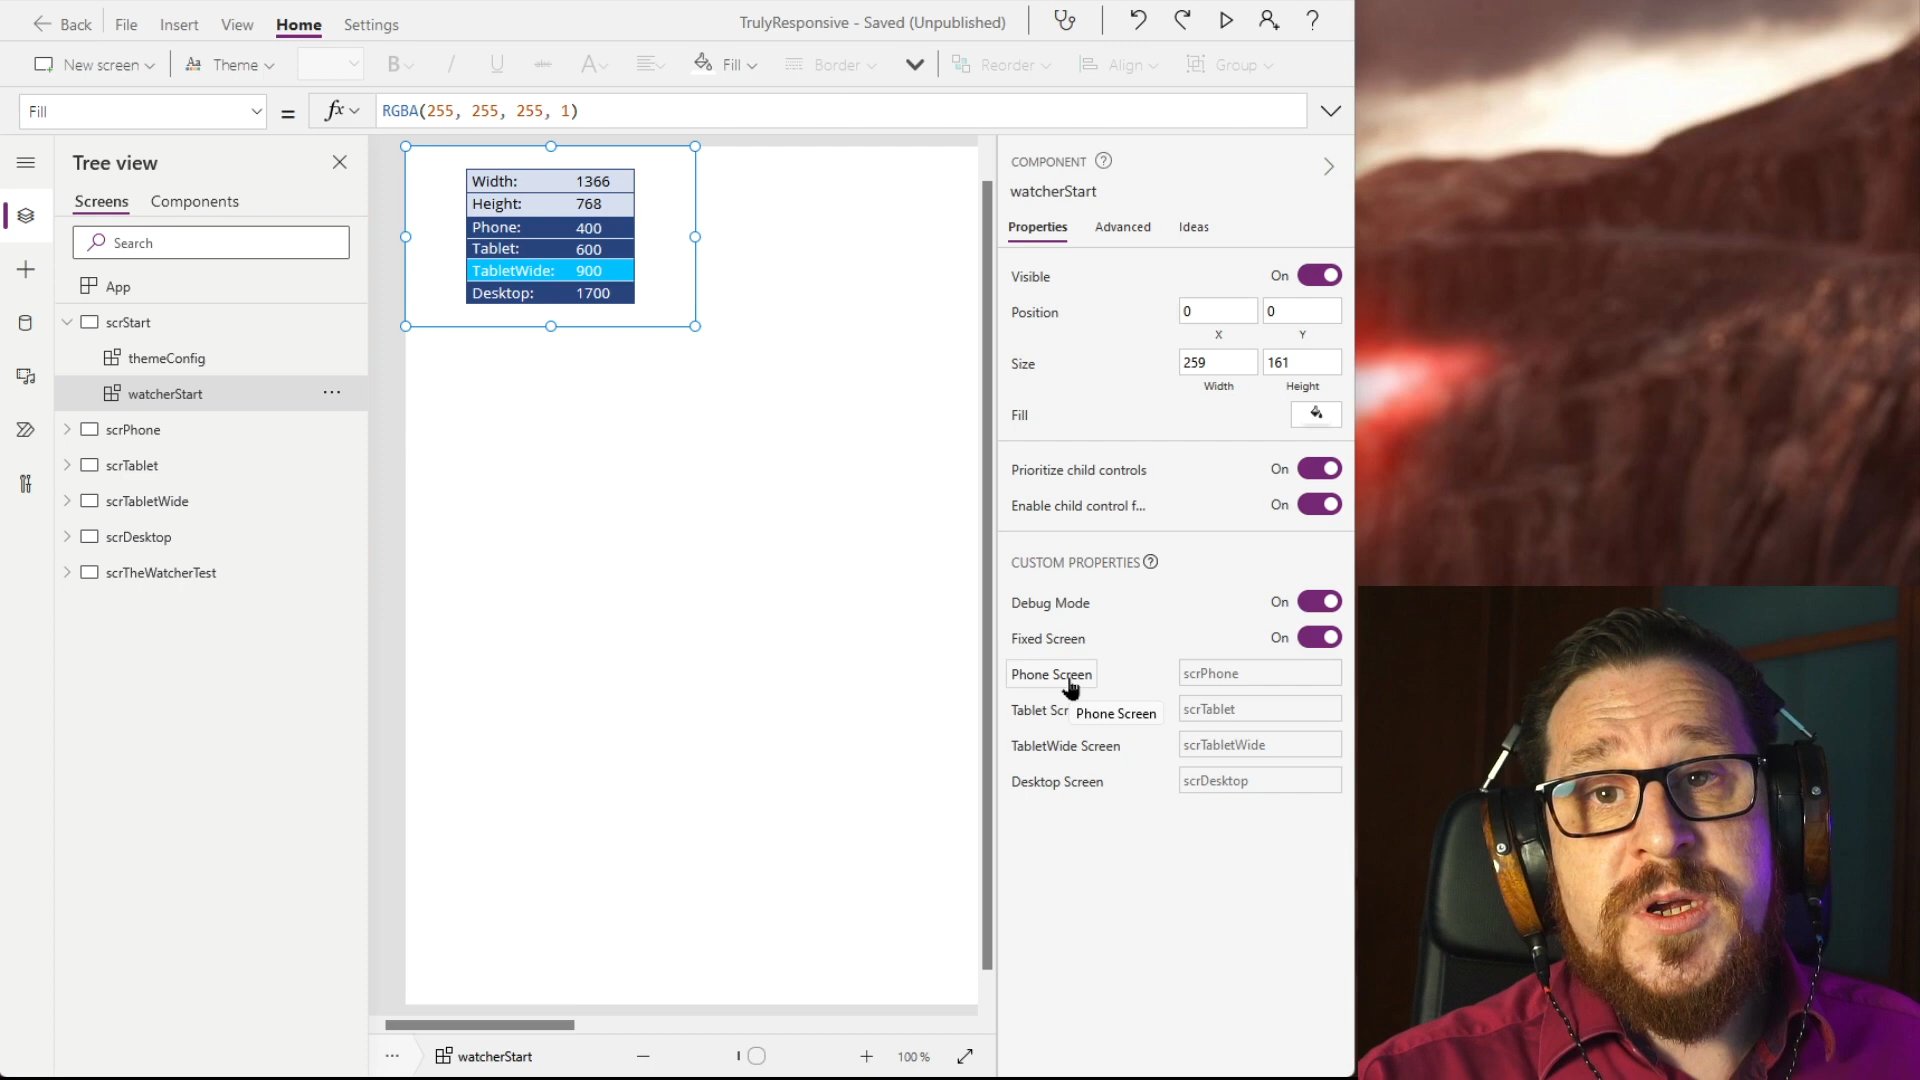 Back
File
Insert
View
Home
Settings
TrulyResponsive - Saved (Unpublished)
New screen
Theme
Fill
Border
Reorder
Align
Group
Fill
=
fx
RGBA(255, 255, 255, 1)
Tree view
Screens
Components
Search
App
scrStart
themeConfig
watcherStart
scrPhone
scrTablet
scrTabletWide
scrDesktop
scrTheWatcherTest
Width: 1366
Height: 768
Phone: 400
Tablet: 600
TabletWide: 900
Desktop: 1700
watcherStart
100 %
COMPONENT
watcherStart
Properties
Advanced
Ideas
Visible
On
Position
0
0
X
Y
Size
259
161
Width
Height
Fill
Prioritize child controls
On
Enable child control f...
On
CUSTOM PROPERTIES
Debug Mode
On
Fixed Screen
On
Phone Screen
scrPhone
Tablet Scr
scrTablet
Phone Screen
TabletWide Screen
scrTabletWide
Desktop Screen
scrDesktop